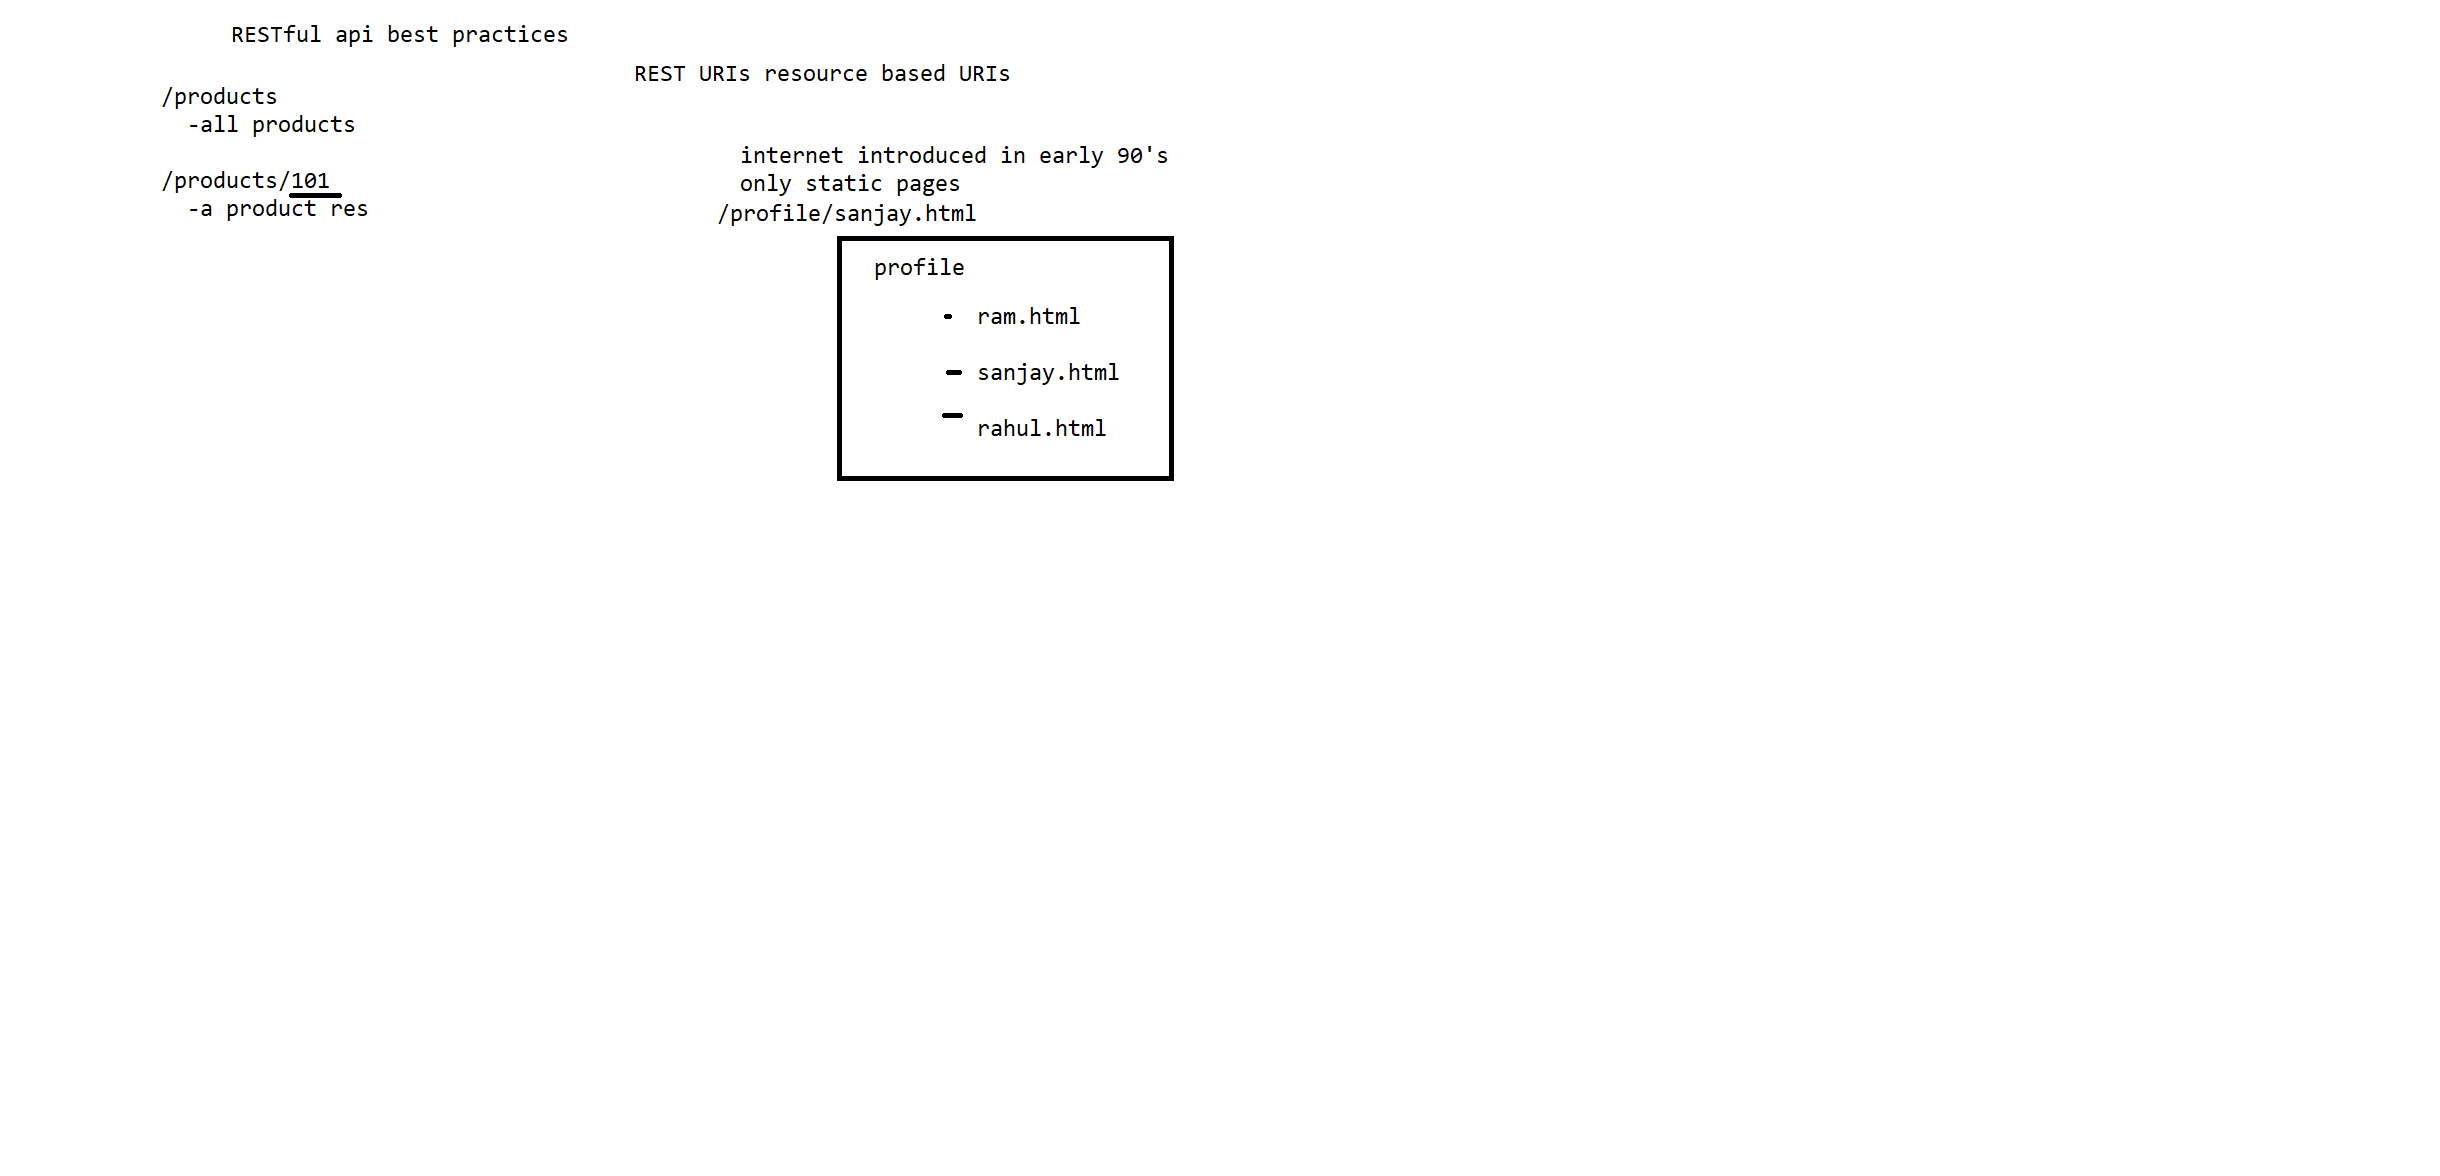 RESTful api best practices
REST URIs resource based URIs
/products
-all products
/products/101
-a product res
internet introduced in early 90's
only static pages
/profile/sanjay.html
profile
- ram.html
- sanjay.html
- rahul.html